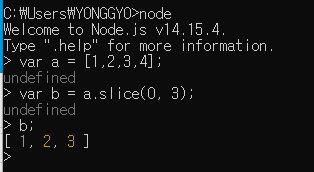 C:₩Users₩YONGGYO>node
Welcome to Node.js v14.15.4.
Type ".help" for more information.
> var a = [1,2,3,4];
undefined
> var b = a.slice(0, 3);
undefined
> b;
[ 1, 2, 3 ]
>